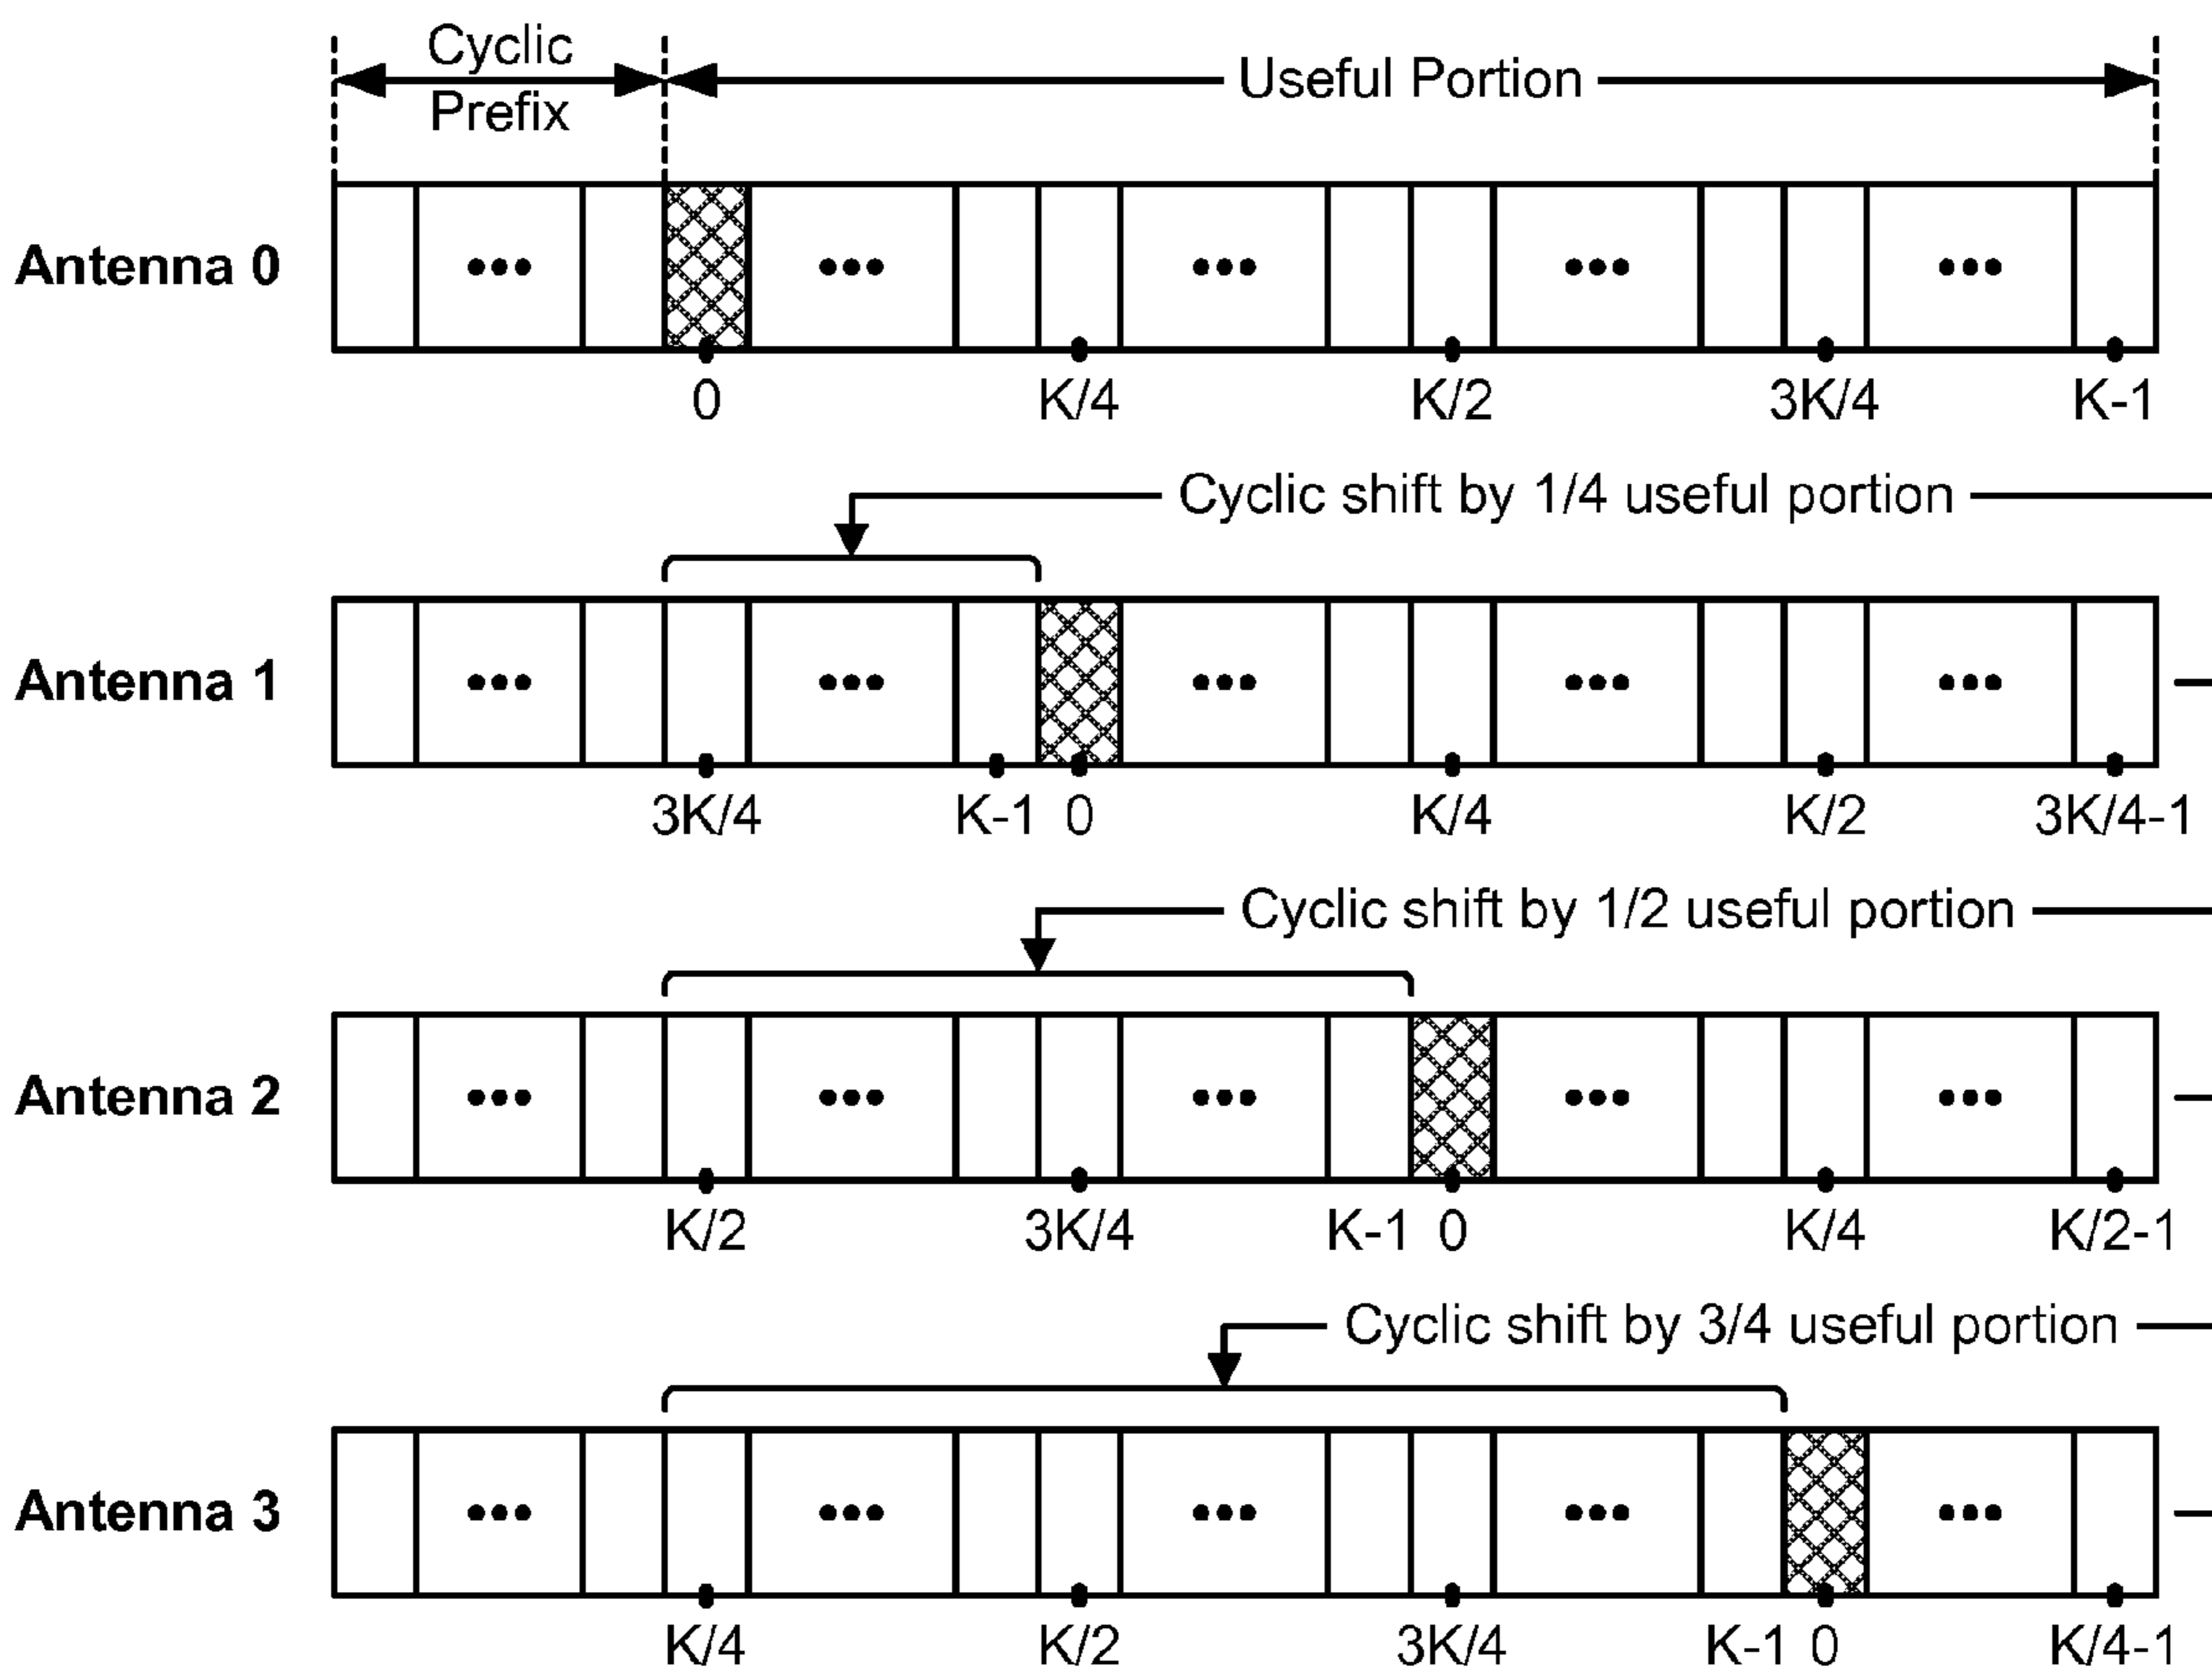 Cyclic
Prefix
Useful Portion
Antenna 0
••• ••• ••• ••• •••
0 K/4 K/2 3K/4 K-1
Cyclic shift by 1/4 useful portion
Antenna 1
••• ••• ••• ••• •••
3K/4 K-1 0 K/4 K/2 3K/4-1
Cyclic shift by 1/2 useful portion
Antenna 2
••• ••• ••• ••• •••
K/2 3K/4 K-1 0 K/4 K/2-1
Cyclic shift by 3/4 useful portion
Antenna 3
••• ••• ••• ••• •••
K/4 K/2 3K/4 K-1 0 K/4-1